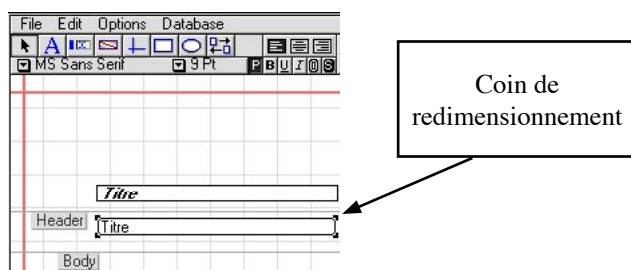 File Edit Options Database
A
MS Sans Serif 9 Pt P B U I O S
Coin de
redimensionnement
Titre
Header Titre
Body